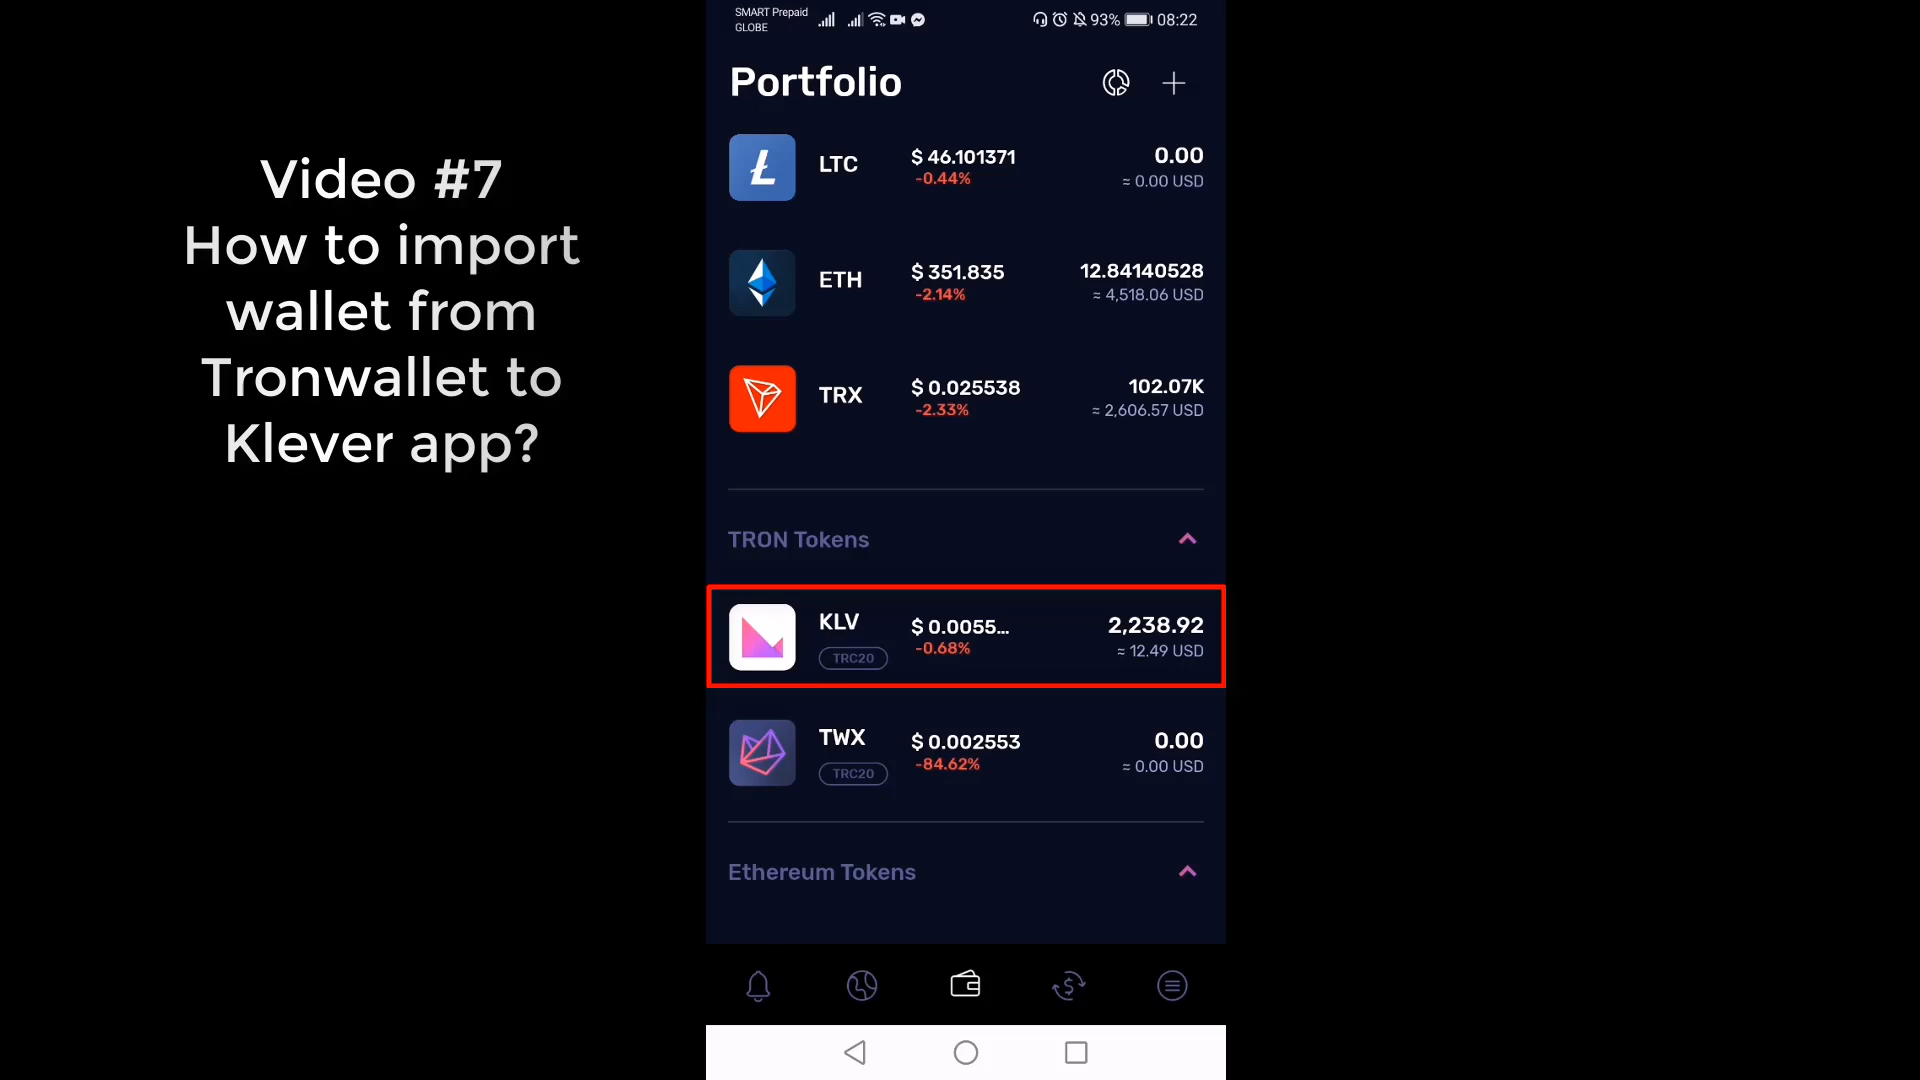 SMART Prepaid
GLOBE
93% 08:22
Portfolio
Video #7
How to import
wallet from
Tronwallet to
Klever app?
LTC $ 46.101371 0.00
-0.44% ≈ 0.00 USD
ETH $ 351.835 12.84140528
-2.14% ≈ 4,518.06 USD
TRX $ 0.025538 102.07K
-2.33% ≈ 2,606.57 USD
TRON Tokens
KLV $ 0.0055... 2,238.92
TRC20 -0.68% ≈ 12.49 USD
TWX $ 0.002553 0.00
TRC20 -84.62% ≈ 0.00 USD
Ethereum Tokens